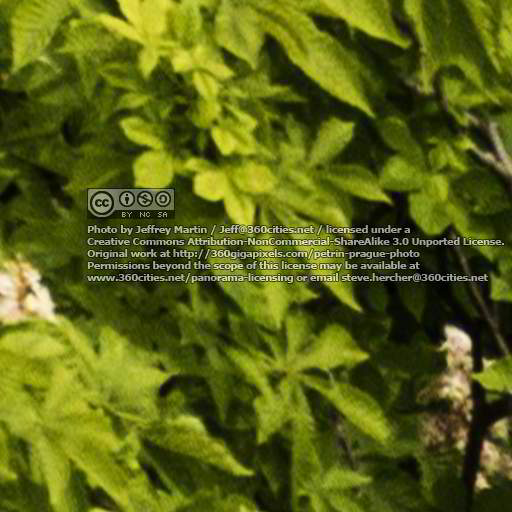 cc BY NC SA
Photo by Jeffrey Martin / Jeff@360cities.net / licensed under a
Creative Commons Attribution-NonCommercial-ShareAlike 3.0 Unported License.
Original work at http://360gigapixels.com/petrin-prague-photo
Permissions beyond the scope of this license may be available at
www.360cities.net/panorama-licensing or email steve.hercher@360cities.net